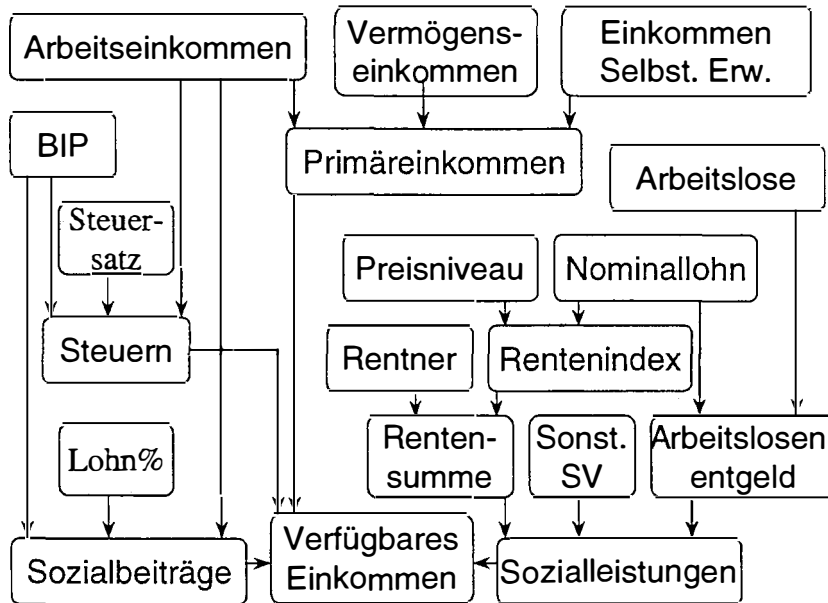 Arbeitseinkommen
Vermögens-
einkommen
Einkommen
Selbst. Erw.
BIP
Primäreinkommen
Arbeitslose
Steuer-
satz
Preisniveau
Nominallohn
Steuern
Rentner
Rentenindex
Lohn%
Renten-
summe
Sonst.
SV
Arbeitslosen
entgeld
Sozialbeiträge
Verfügbares
Einkommen
Sozialleistungen